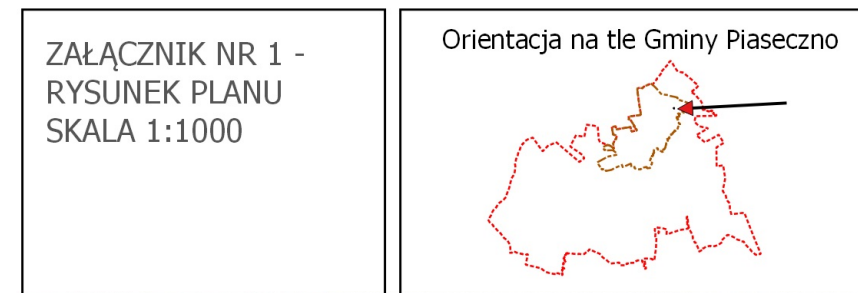 ZAŁĄCZNIK NR 1 -
RYSUNEK PLANU
SKALA 1:1000
Orientacja na tle Gminy Piaseczno